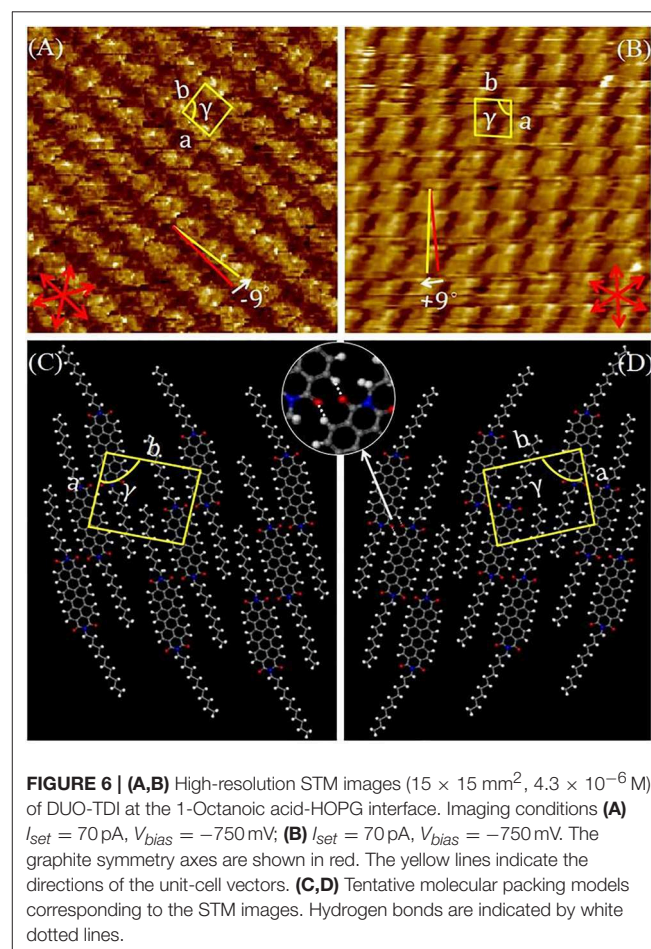 (A)
b
γ
a
-9°
(B)
b
γ
a
+9°
(C)
b
a
γ
(D)
b
a
γ
FIGURE 6 | (A,B) High-resolution STM images (15 × 15 mm², 4.3 × 10⁻⁶ M)
of DUO-TDI at the 1-Octanoic acid-HOPG interface. Imaging conditions (A)
Iset = 70 pA, Vbias = −750 mV; (B) Iset = 70 pA, Vbias = −750 mV. The
graphite symmetry axes are shown in red. The yellow lines indicate the
directions of the unit-cell vectors. (C,D) Tentative molecular packing models
corresponding to the STM images. Hydrogen bonds are indicated by white
dotted lines.